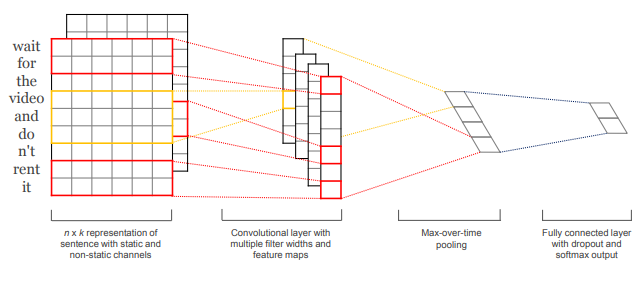 wait
for
the
video
and
do
n't
rent
it
n x k representation of
sentence with static and
non-static channels
Convolutional layer with
multiple filter widths and
feature maps
Max-over-time
pooling
Fully connected layer
with dropout and
softmax output